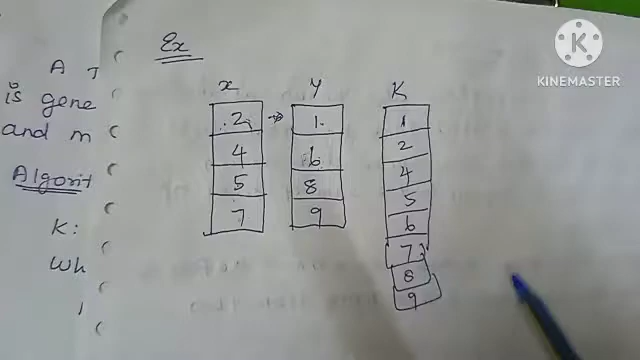 Ex
A T
is gene
and m
Algorit
K:
Wh
x Y K
2 → 1 1
4 6 2
5 8 4
7 9 5
6
7
8
9
K
KINEMASTER